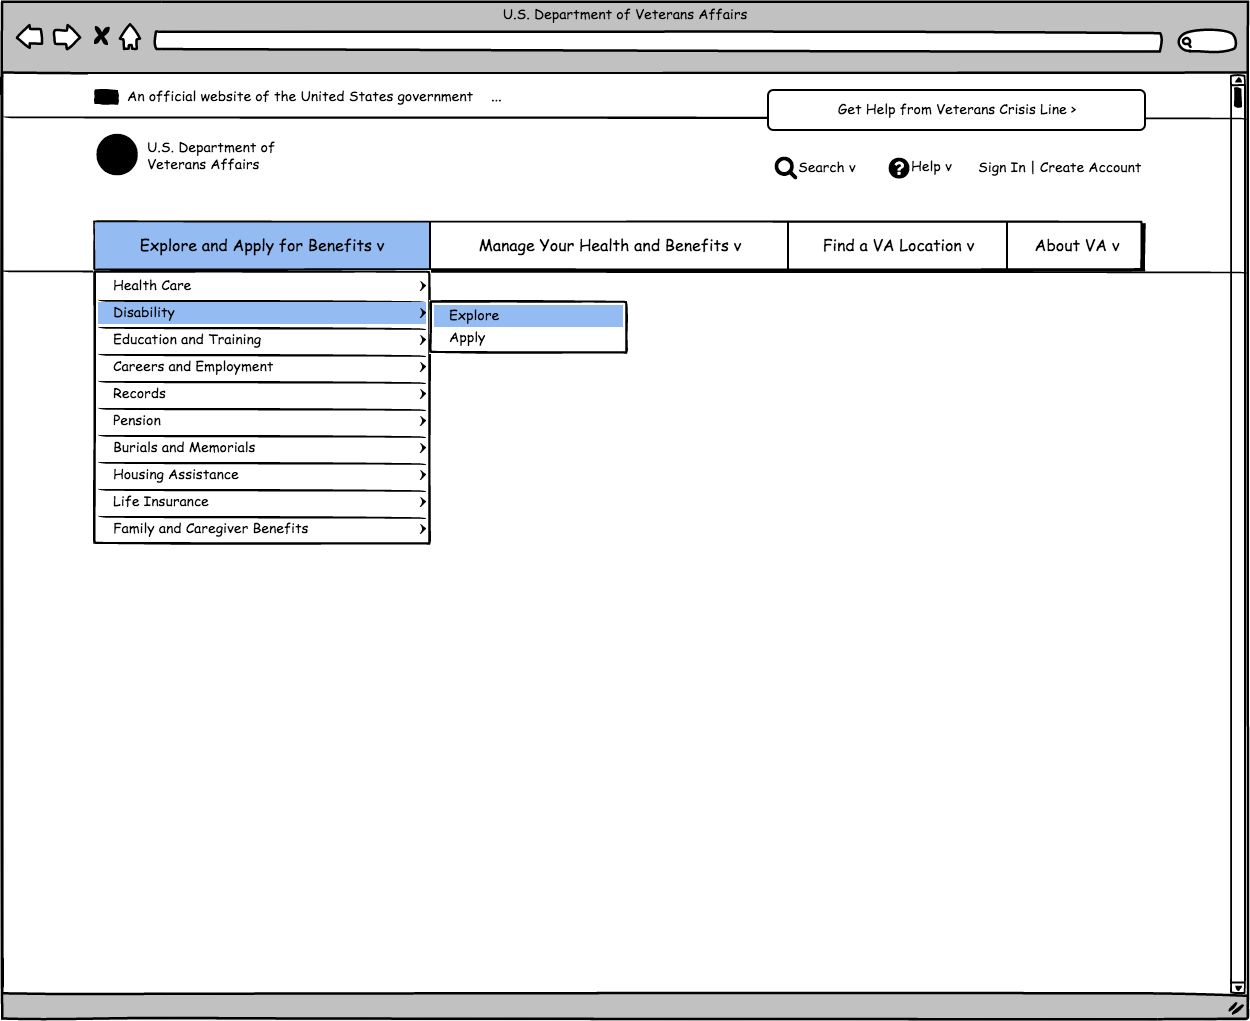 U.S. Department of Veterans Affairs
An official website of the United States government ...
Get Help from Veterans Crisis Line >
U.S. Department of
Veterans Affairs
Search v
Help v
Sign In | Create Account
Explore and Apply for Benefits v
Manage Your Health and Benefits v
Find a VA Location v
About VA v
Health Care
Disability
Education and Training
Careers and Employment
Records
Pension
Burials and Memorials
Housing Assistance
Life Insurance
Family and Caregiver Benefits
Explore
Apply